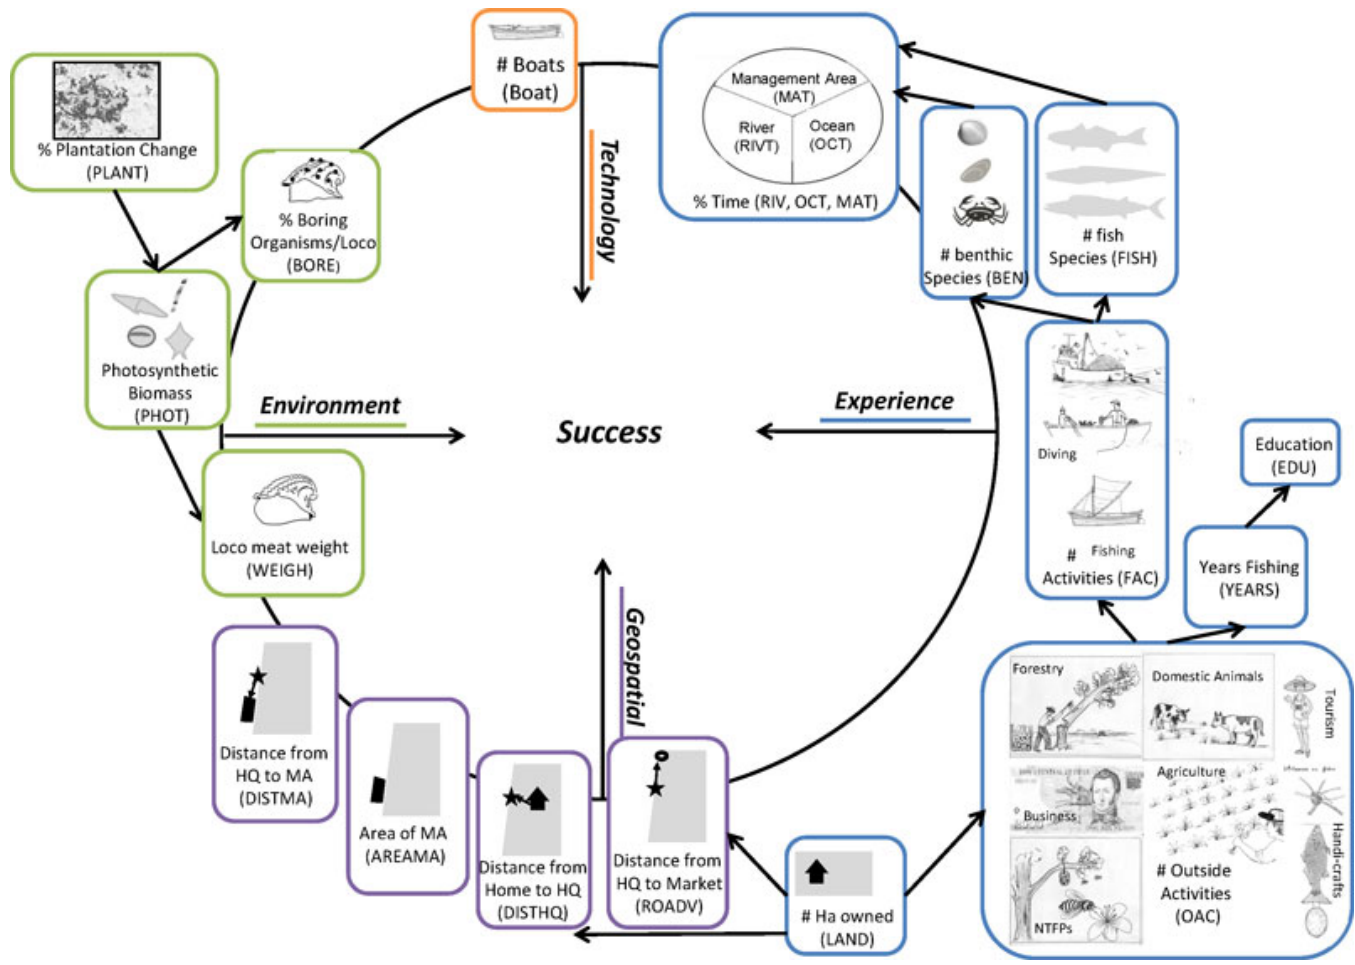 # Boats
(Boat)
Management Area
(MAT)
River
(RIVT)
Ocean
(OCT)
% Time (RIV, OCT, MAT)
% Plantation Change
(PLANT)
% Boring
Organisms/Loco
(BORE)
Technology
# benthic
Species (BEN)
# fish
Species (FISH)
Photosynthetic
Biomass
(PHOT)
Environment
Success
Experience
Diving
# Fishing
Activities (FAC)
Education
(EDU)
Years Fishing
(YEARS)
Loco meat weight
(WEIGH)
Geospatial
Distance from
HQ to MA
(DISTMA)
Area of MA
(AREAMA)
Distance from
Home to HQ
(DISTHQ)
Distance from
HQ to Market
(ROADV)
# Ha owned
(LAND)
Forestry
Domestic Animals
Tourism
Business
Agriculture
Handi-crafts
NTFPs
# Outside
Activities
(OAC)